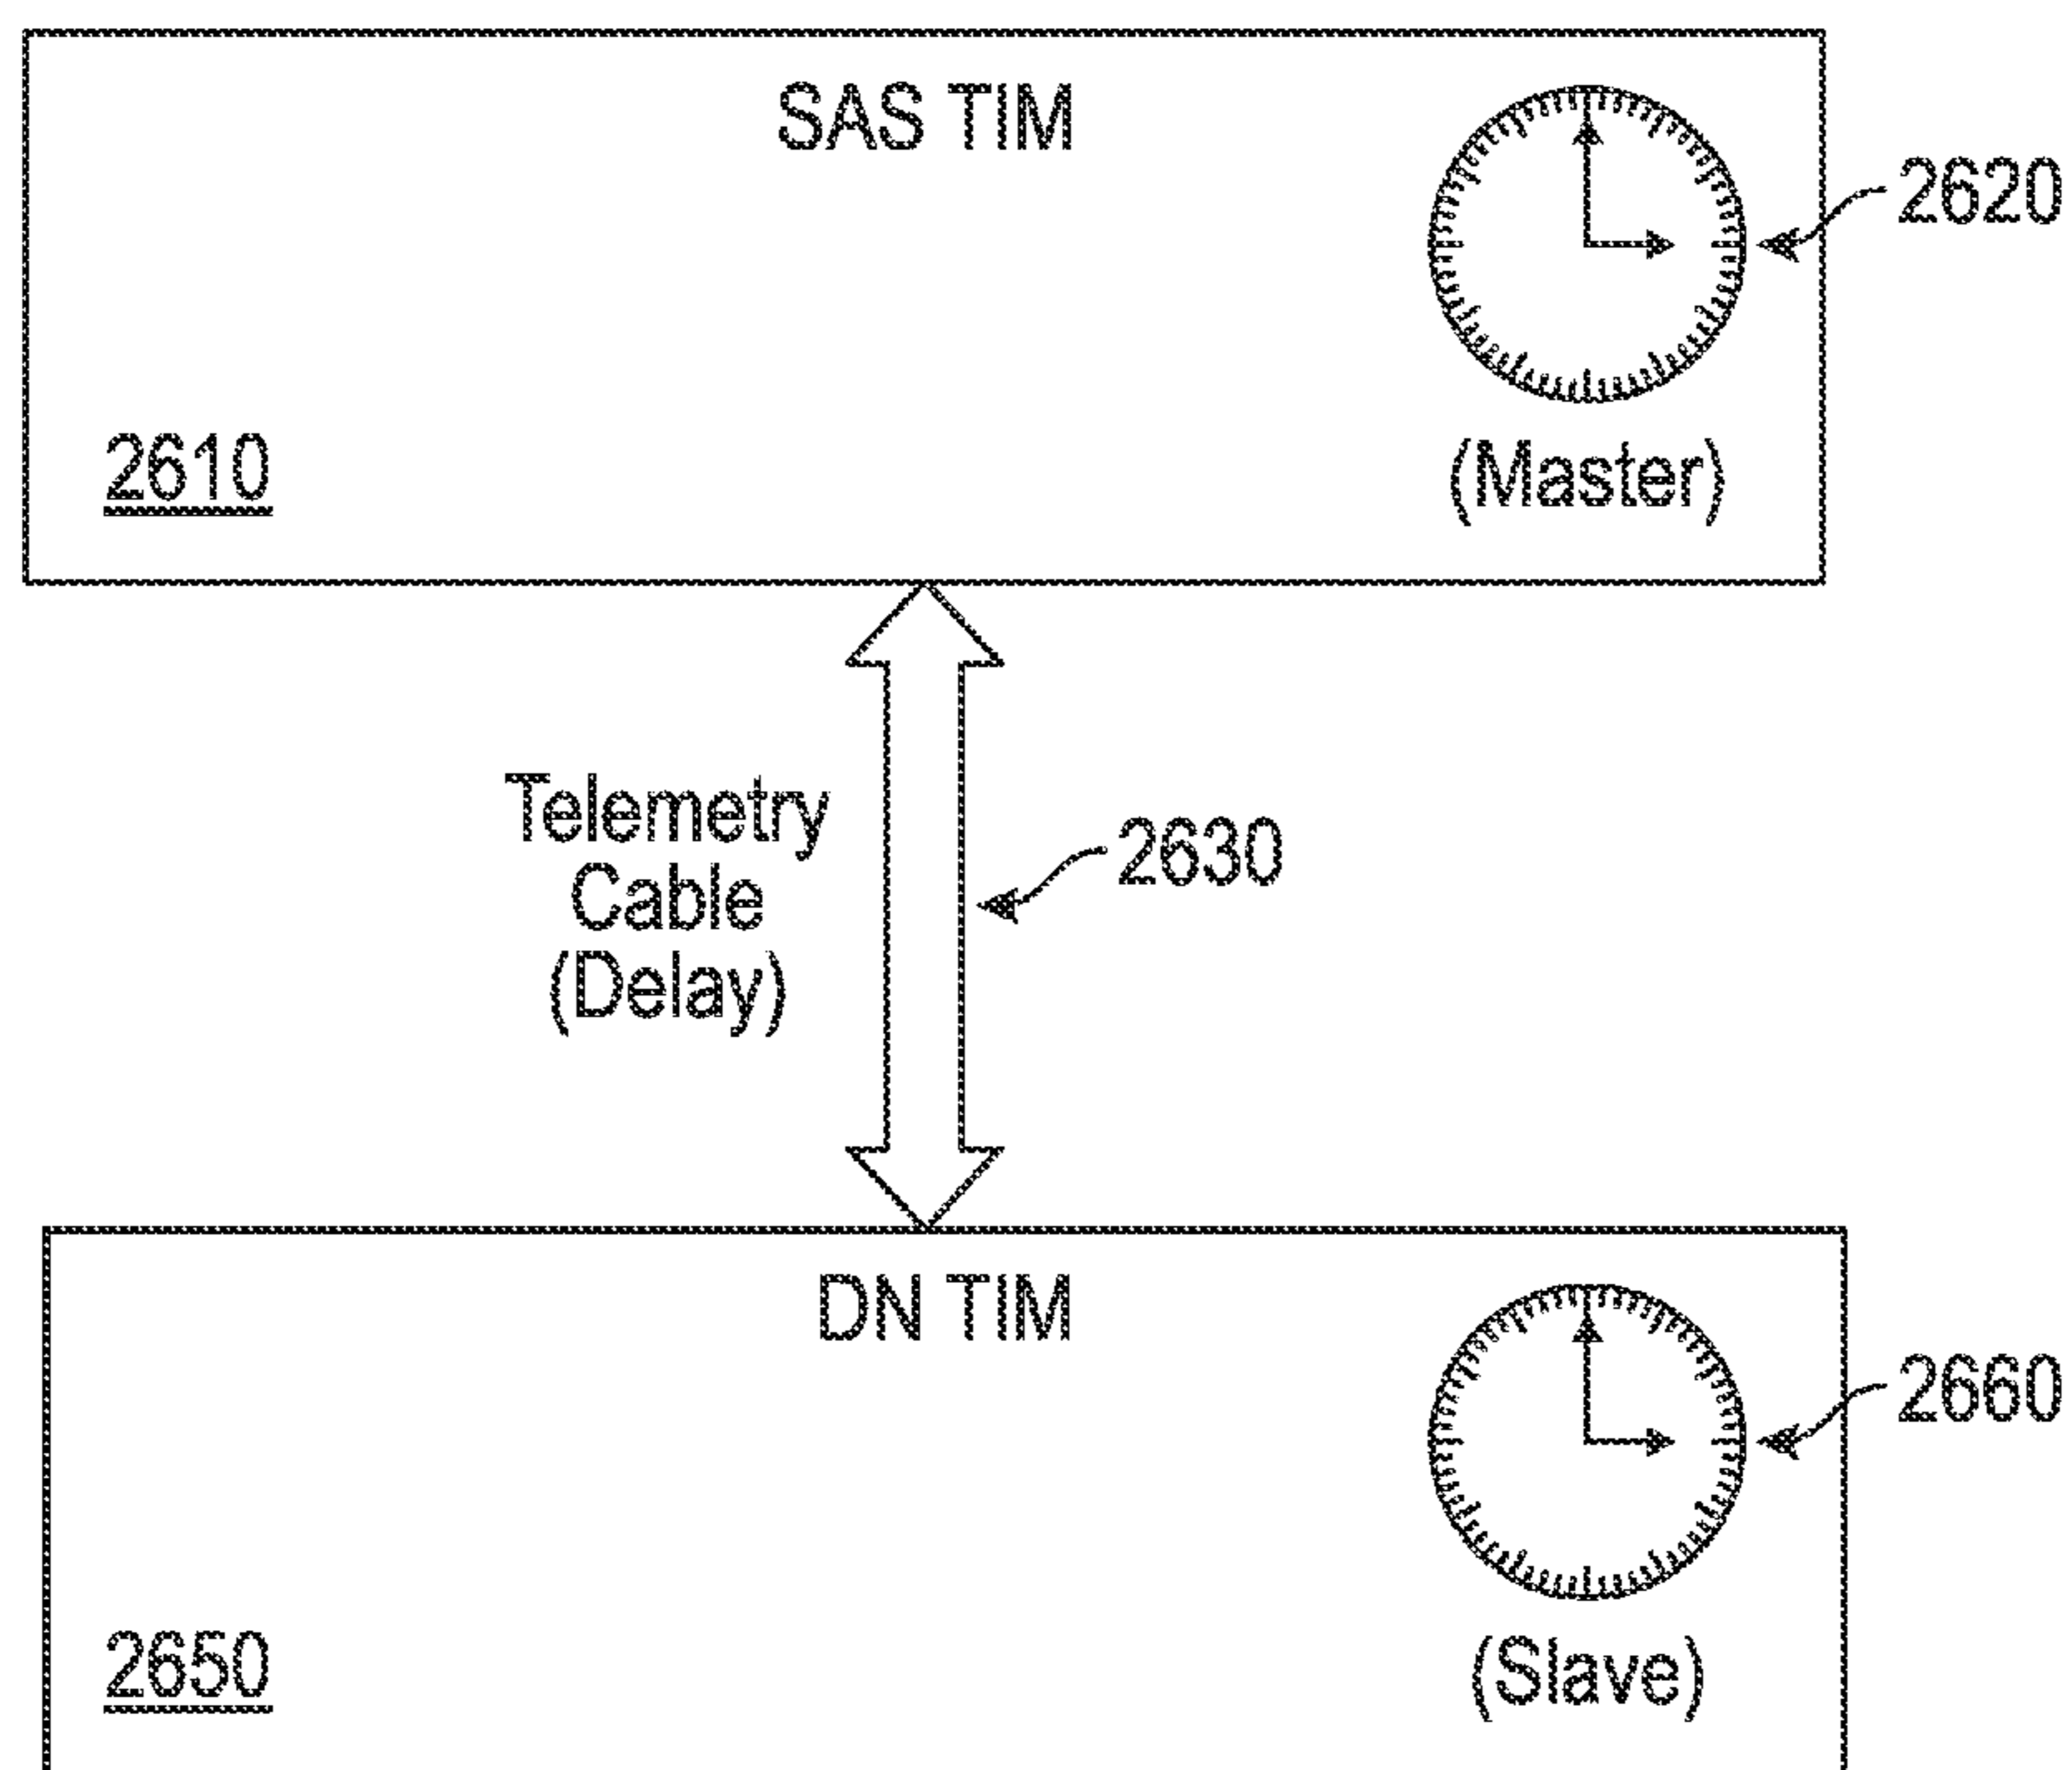 SAS TIM
2620
2610
(Master)
Telemetry
Cable
(Delay)
2630
DN TIM
2660
2650
(Slave)